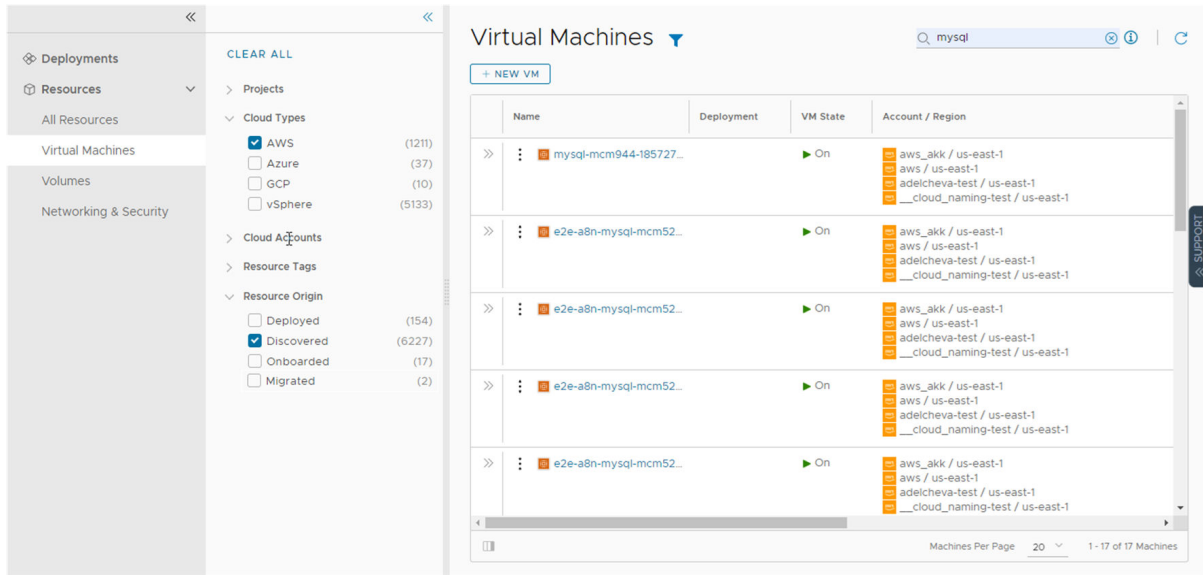 Deployments
Resources
All Resources
Virtual Machines
Volumes
Networking & Security
CLEAR ALL
Projects
Cloud Types
AWS (1211)
Azure (37)
GCP (10)
vSphere (5133)
Cloud Accounts
Resource Tags
Resource Origin
Deployed (154)
Discovered (6227)
Onboarded (17)
Migrated (2)
Virtual Machines
mysql
+ NEW VM
Name Deployment VM State Account / Region
mysql-mcm944-185727... On aws_akk / us-east-1
aws / us-east-1
adelcheva-test / us-east-1
__cloud_naming-test / us-east-1
e2e-a8n-mysql-mcm52... On aws_akk / us-east-1
aws / us-east-1
adelcheva-test / us-east-1
__cloud_naming-test / us-east-1
e2e-a8n-mysql-mcm52... On aws_akk / us-east-1
aws / us-east-1
adelcheva-test / us-east-1
__cloud_naming-test / us-east-1
e2e-a8n-mysql-mcm52... On aws_akk / us-east-1
aws / us-east-1
adelcheva-test / us-east-1
__cloud_naming-test / us-east-1
e2e-a8n-mysql-mcm52... On aws_akk / us-east-1
aws / us-east-1
adelcheva-test / us-east-1
__cloud_naming-test / us-east-1
Machines Per Page 20 1 - 17 of 17 Machines
SUPPORT